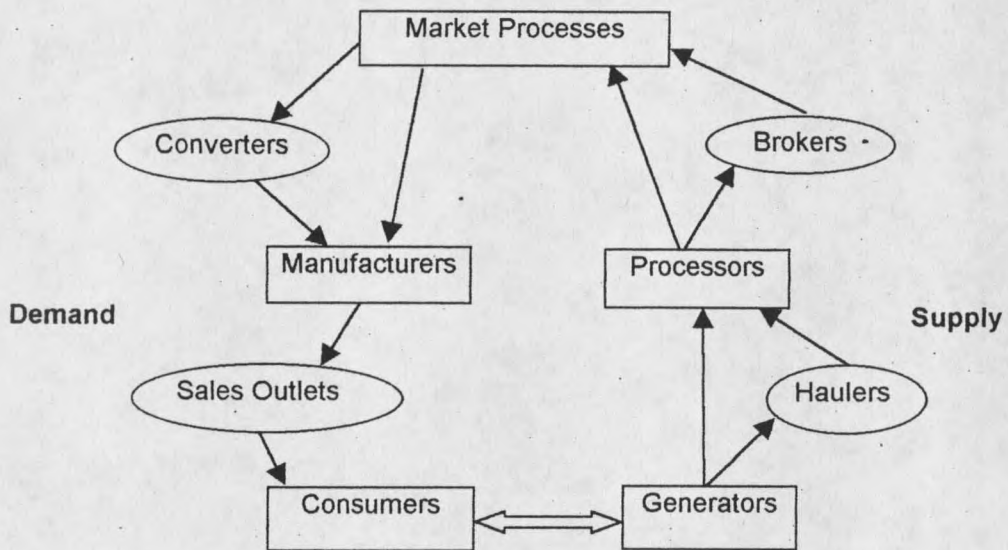 Market Processes
Converters
Brokers
Manufacturers
Processors
Demand
Supply
Sales Outlets
Haulers
Consumers
Generators